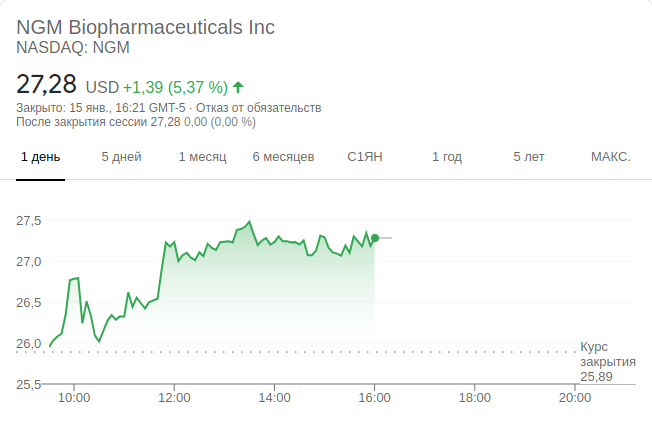 NGM Biopharmaceuticals Inc
NASDAQ: NGM
27,28 USD +1,39 (5,37 %)
Закрыто: 15 янв., 16:21 GMT-5 · Отказ от обязательств
После закрытия сессии 27,28 0,00 (0,00 %)
1 день 5 дней 1 месяц 6 месяцев С1ЯН 1 год 5 лет МАКС.
27,5
27,0
26,5
26,0
Курс
закрытия
25,89
25,5
10:00 12:00 14:00 16:00 18:00 20:00